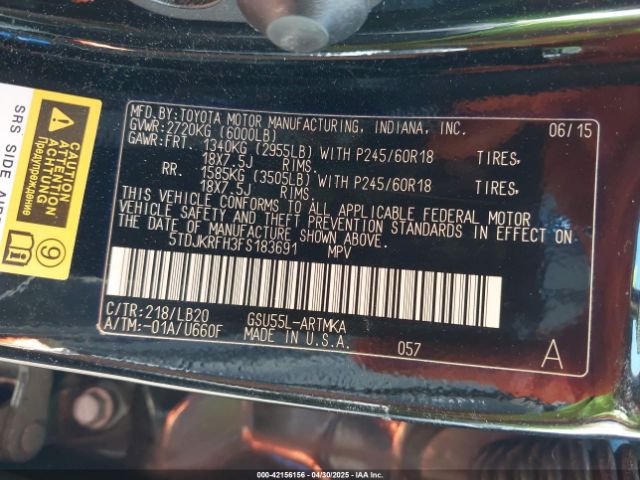 MFD.BY:TOYOTA MOTOR MANUFACTURING, INDIANA, INC. 06/15
GVWR:2720KG (6000LB)
GAWR:FRT. 1340KG (2955LB) WITH P245/60R18 TIRES,
18X7.5J RIMS.
RR. 1585KG (3505LB) WITH P245/60R18 TIRES,
18X7.5J RIMS.
THIS VEHICLE CONFORMS TO ALL APPLICABLE FEDERAL MOTOR
VEHICLE SAFETY AND THEFT PREVENTION STANDARDS IN EFFECT ON
THE DATE OF MANUFACTURE SHOWN ABOVE.
5TDJKRFH3FS183691 MPV
C/TR:218/LB20 GSU55L-ARTMKA
A/TM:-01A/U660F MADE IN U.S.A. 057 A
SRS SIDE AIR
CAUTION
ATTENTION
Предупреждение
9
000-42156156 - 04/30/2025 - IAA Inc.